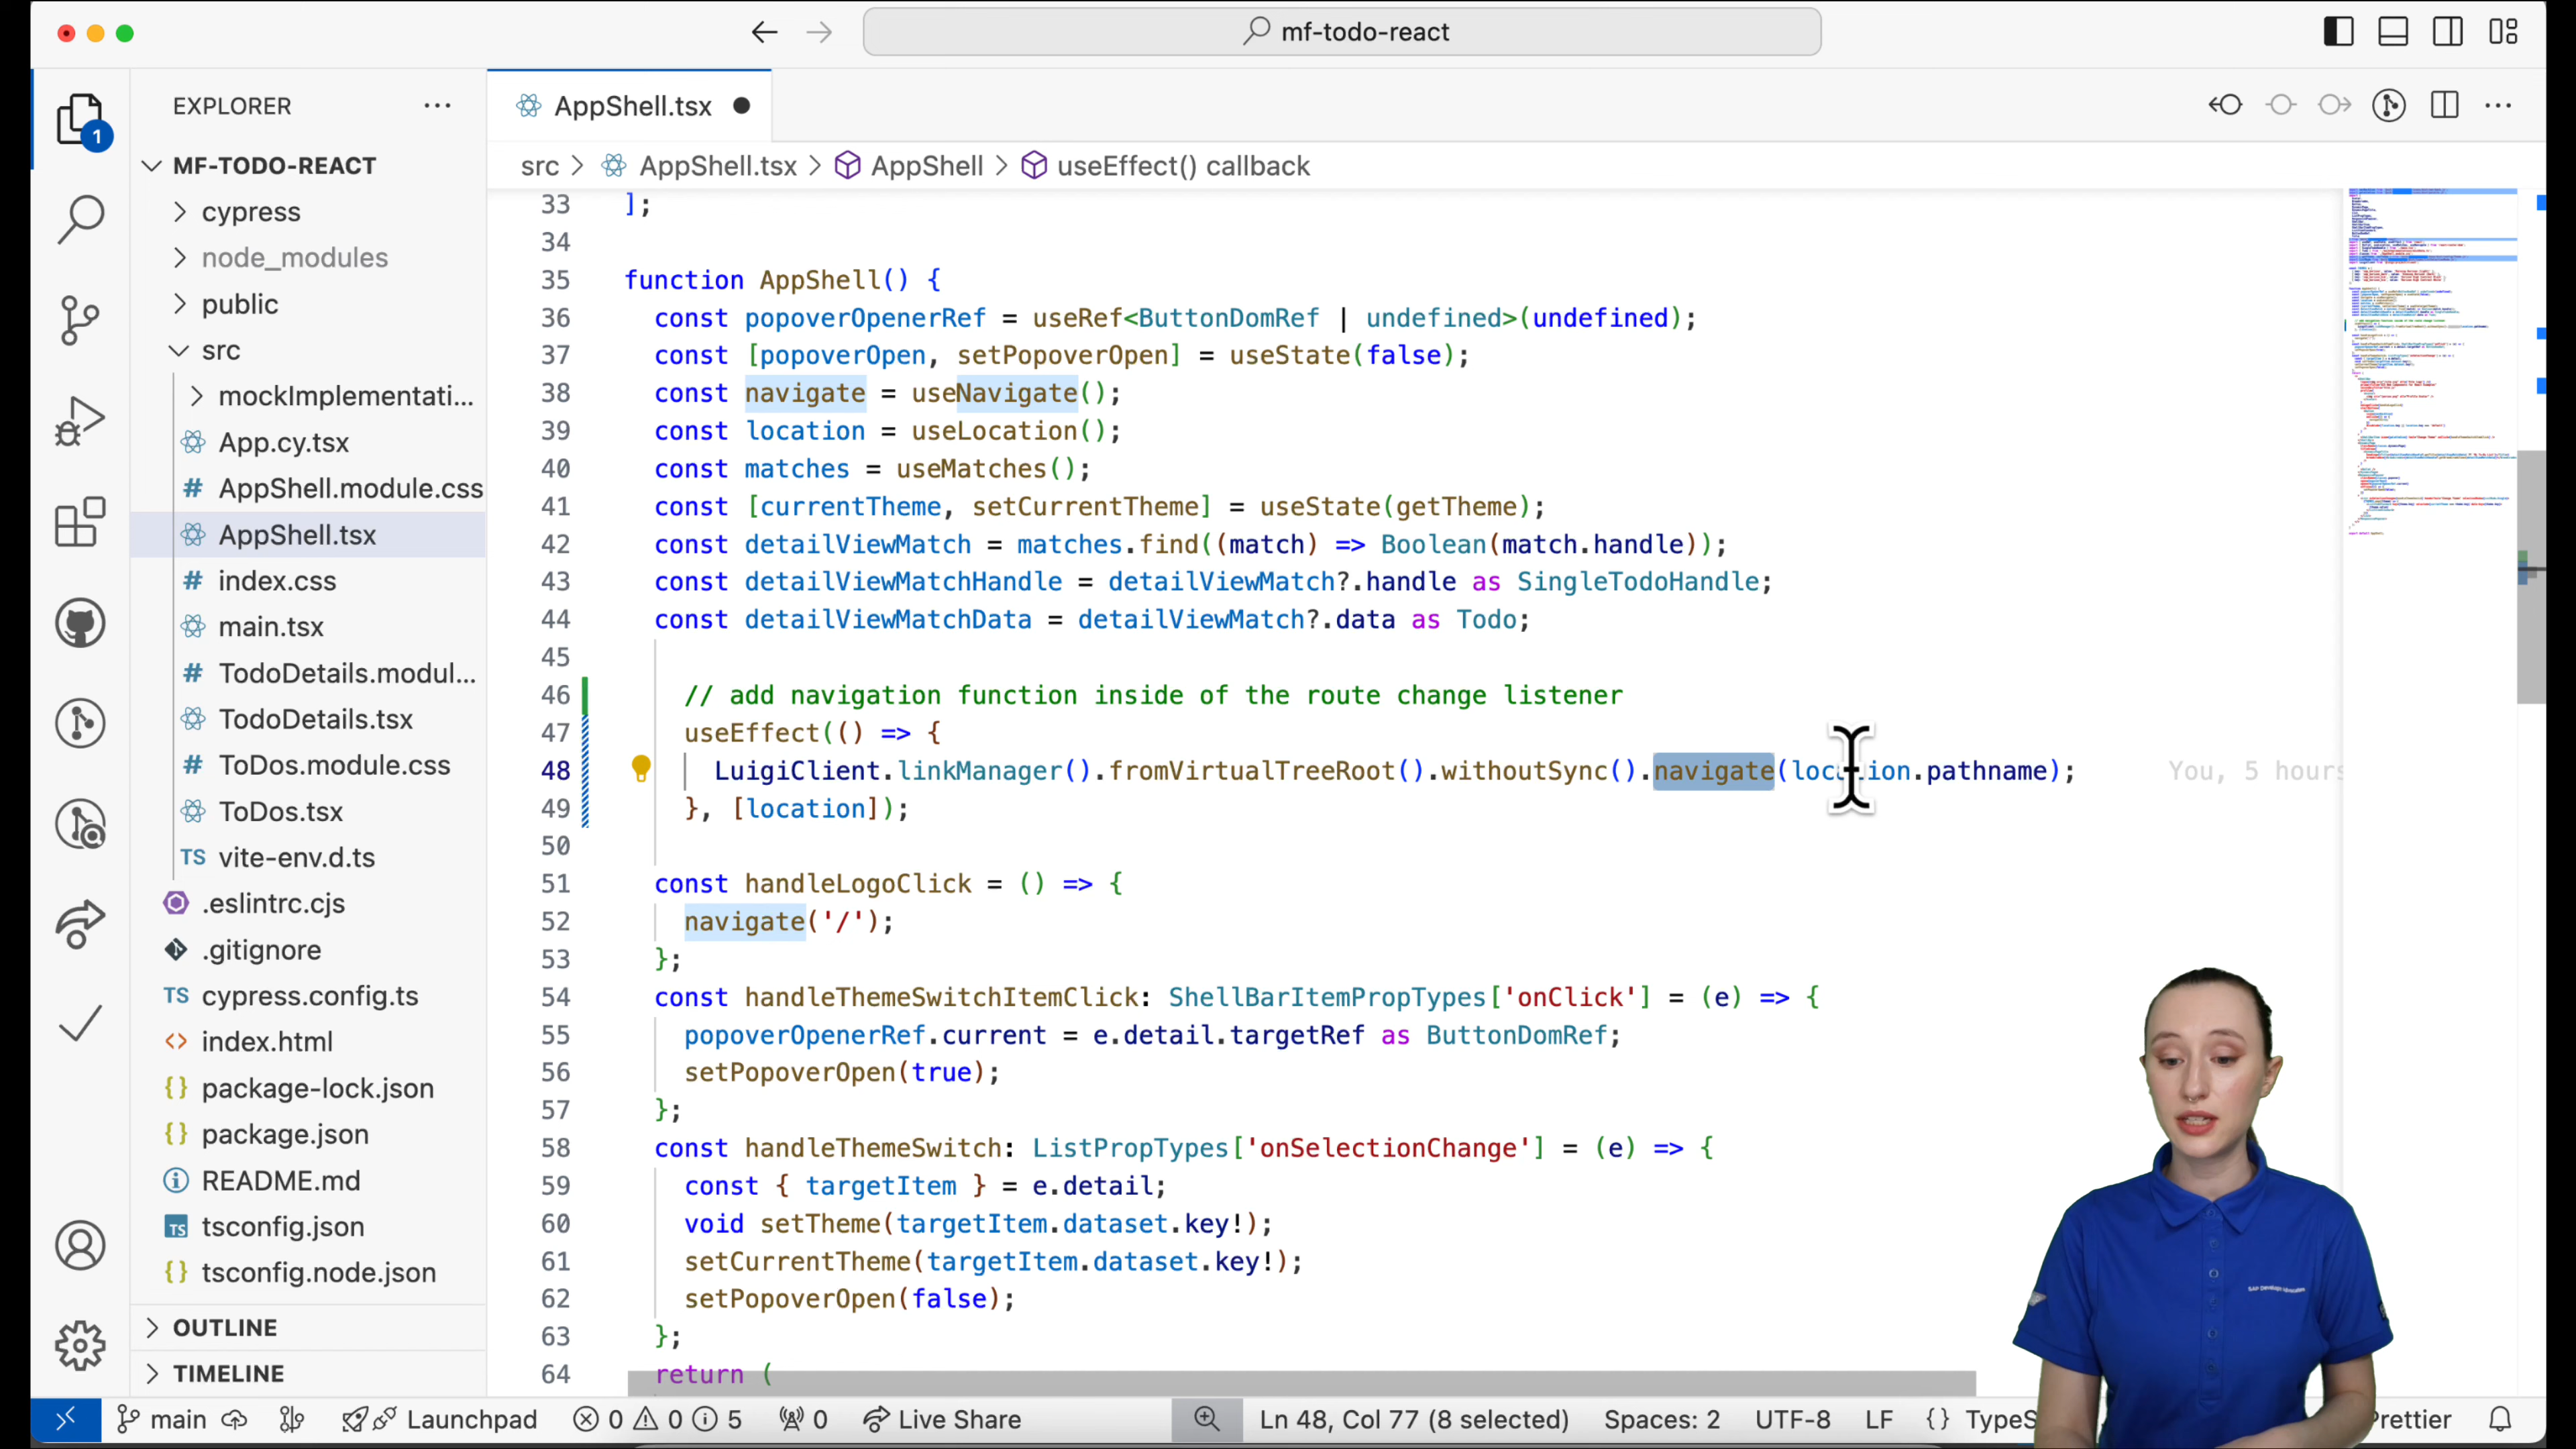 mf-todo-react
EXPLORER
1
MF-TODO-REACT
cypress
node_modules
public
src
mockImplementati...
App.cy.tsx
AppShell.module.css
AppShell.tsx
index.css
main.tsx
TodoDetails.modul...
TodoDetails.tsx
ToDos.module.css
ToDos.tsx
TS vite-env.d.ts
.eslintrc.cjs
.gitignore
TS cypress.config.ts
index.html
package-lock.json
package.json
README.md
tsconfig.json
tsconfig.node.json
OUTLINE
TIMELINE
AppShell.tsx
src > AppShell.tsx > AppShell > useEffect() callback
33 ];
34
35 function AppShell() {
36 const popoverOpenerRef = useRef<ButtonDomRef | undefined>(undefined);
37 const [popoverOpen, setPopoverOpen] = useState(false);
38 const navigate = useNavigate();
39 const location = useLocation();
40 const matches = useMatches();
41 const [currentTheme, setCurrentTheme] = useState(getTheme);
42 const detailViewMatch = matches.find((match) => Boolean(match.handle));
43 const detailViewMatchHandle = detailViewMatch?.handle as SingleTodoHandle;
44 const detailViewMatchData = detailViewMatch?.data as Todo;
45
46 // add navigation function inside of the route change listener
47 useEffect(() => {
48 LuigiClient.linkManager().fromVirtualTreeRoot().withoutSync().navigate(location.pathname); You, 5 hours
49 }, [location]);
50
51 const handleLogoClick = () => {
52 navigate('/');
53 };
54 const handleThemeSwitchItemClick: ShellBarItemPropTypes['onClick'] = (e) => {
55 popoverOpenerRef.current = e.detail.targetRef as ButtonDomRef;
56 setPopoverOpen(true);
57 };
58 const handleThemeSwitch: ListPropTypes['onSelectionChange'] = (e) => {
59 const { targetItem } = e.detail;
60 void setTheme(targetItem.dataset.key!);
61 setCurrentTheme(targetItem.dataset.key!);
62 setPopoverOpen(false);
63 };
64 return (
main Launchpad 0 0 5 0 Live Share Ln 48, Col 77 (8 selected) Spaces: 2 UTF-8 LF {} TypeS Prettier